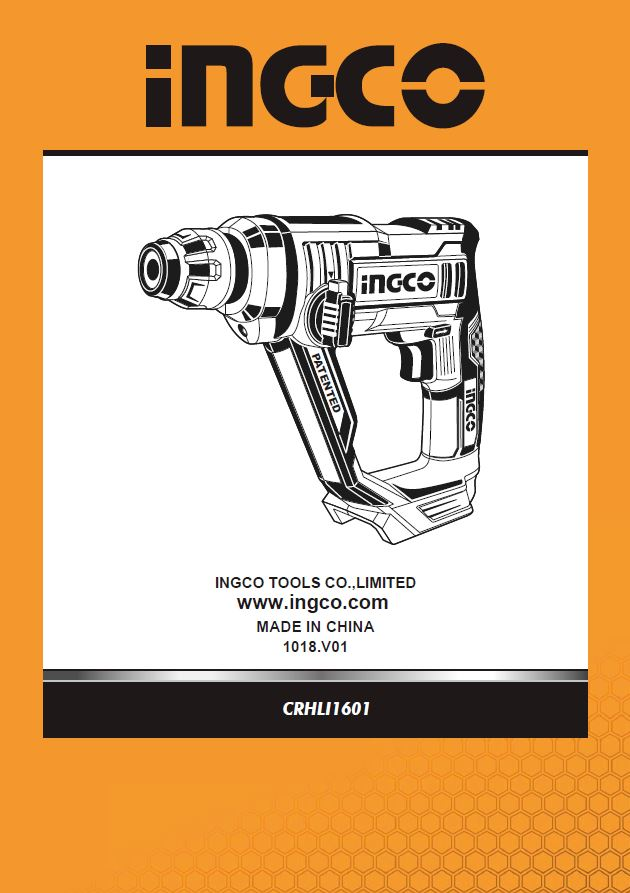 INGCO
INGCO
PATENTED
INGCO
INGCO TOOLS CO.,LIMITED
www.ingco.com
MADE IN CHINA
1018.V01
CRHLI1601